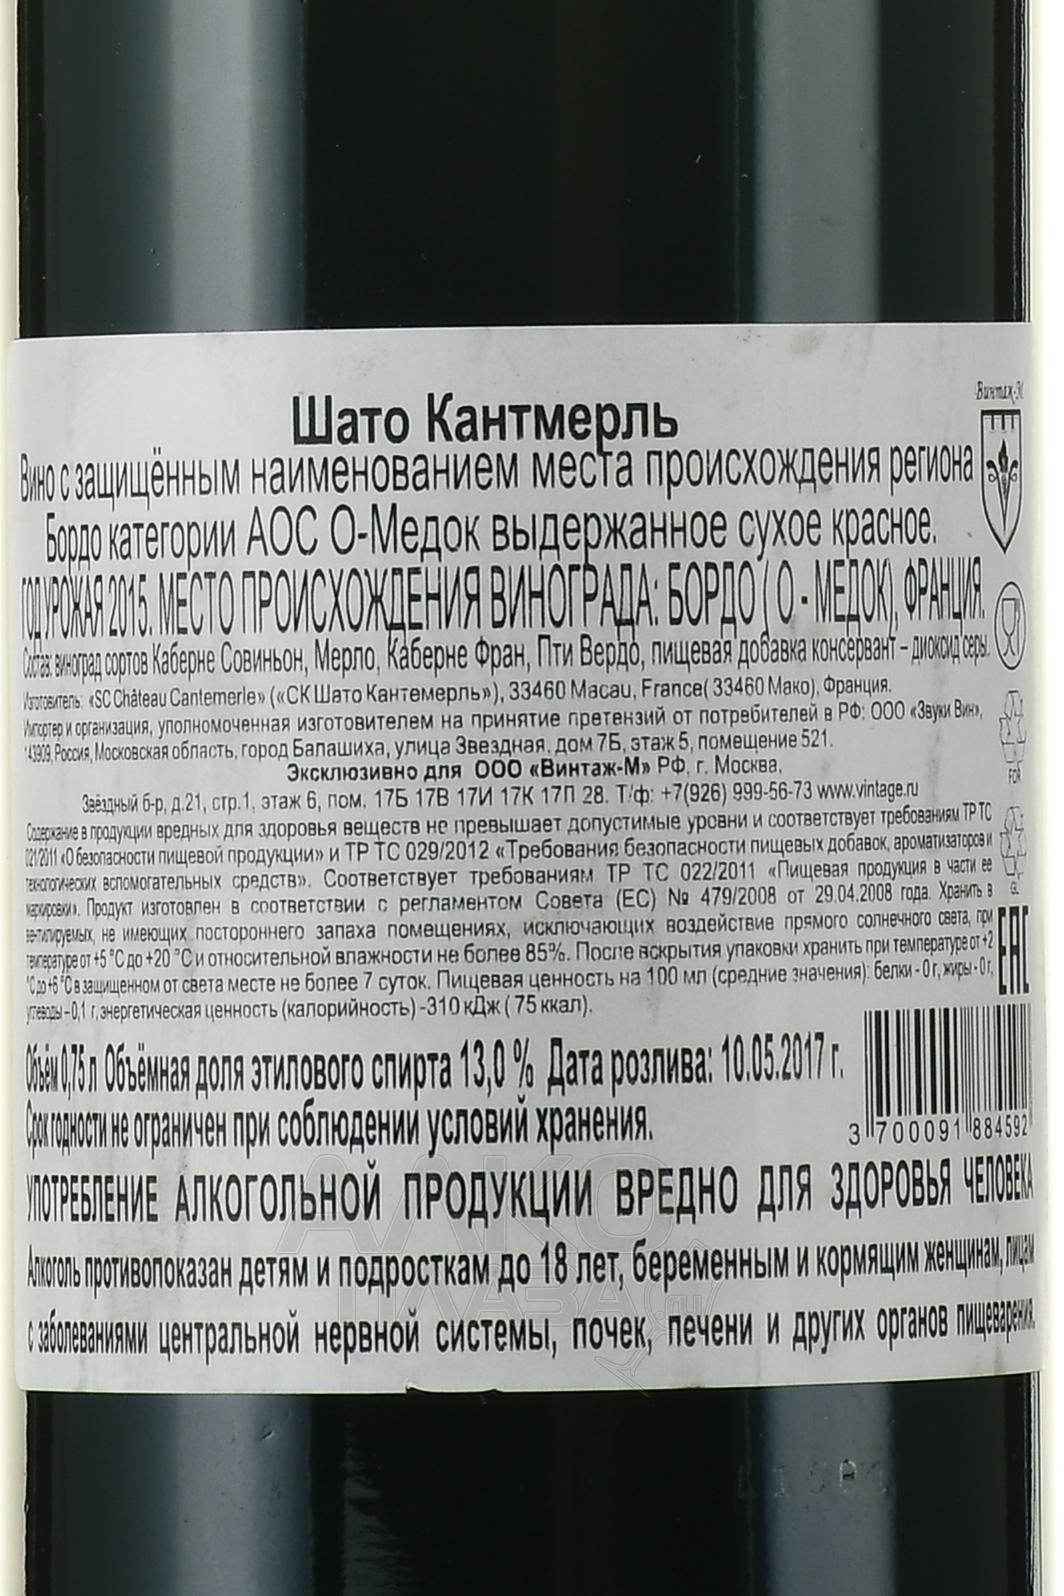 Винтаж-М
Шато Кантмерль
Вино с защищённым наименованием места происхождения региона
Бордо категории АОС О-Медок выдержанное сухое красное.
ГОД УРОЖАЯ 2015. МЕСТО ПРОИСХОЖДЕНИЯ ВИНОГРАДА: БОРДО ( О - МЕДОК), ФРАНЦИЯ.
Состав: виноград сортов Каберне Совиньон, Мерло, Каберне Фран, Пти Вердо, пищевая добавка консервант – диоксид серы.
Изготовитель: «SC Château Cantemerle» («СК Шато Кантемерль»), 33460 Macau, France( 33460 Мако), Франция.
Импортер и организация, уполномоченная изготовителем на принятие претензий от потребителей в РФ: ООО «Звуки Вин»,
143909, Россия, Московская область, город Балашиха, улица Звездная, дом 7Б, этаж 5, помещение 521.
Эксклюзивно для ООО «Винтаж-М» РФ, г. Москва,
Звёздный б-р, д.21, стр.1, этаж 6, пом. 17Б 17В 17И 17К 17П 28. Т/ф: +7(926) 999-56-73 www.vintage.ru
Содержание в продукции вредных для здоровья веществ не превышает допустимые уровни и соответствует требованиям ТР ТС
021/2011 «О безопасности пищевой продукции» и ТР ТС 029/2012 «Требования безопасности пищевых добавок, ароматизаторов и
технологических вспомогательных средств». Соответствует требованиям ТР ТС 022/2011 «Пищевая продукция в части ее
маркировки». Продукт изготовлен в соответствии с регламентом Совета (ЕС) № 479/2008 от 29.04.2008 года. Хранить в
вентилируемых, не имеющих постороннего запаха помещениях, исключающих воздействие прямого солнечного света, при
температуре от +5 °С до +20 °С и относительной влажности не более 85%. После вскрытия упаковки хранить при температуре от +2
°С до +6 °С в защищенном от света месте не более 7 суток. Пищевая ценность на 100 мл (средние значения): белки - 0 г, жиры - 0 г,
углеводы – 0,1 г, энергетическая ценность (калорийность) -310 кДж ( 75 ккал).
FOR
GL
EAC
Объём 0,75 л Объёмная доля этилового спирта 13,0 % Дата розлива: 10.05.2017 г.
Срок годности не ограничен при соблюдении условий хранения.
3 700091 884592
УПОТРЕБЛЕНИЕ АЛКОГОЛЬНОЙ ПРОДУКЦИИ ВРЕДНО ДЛЯ ЗДОРОВЬЯ ЧЕЛОВЕКА
Алкоголь противопоказан детям и подросткам до 18 лет, беременным и кормящим женщинам, лицам
с заболеваниями центральной нервной системы, почек, печени и других органов пищеварения.
АЛКО
ПЛАЗА.ru